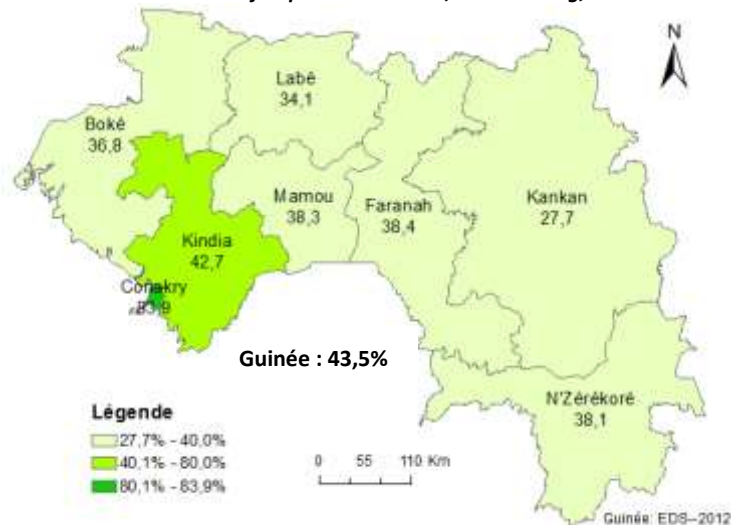 N
Labé
34,1
Boké
36,8
Mamou
38,3
Faranah
38,4
Kankan
27,7
Kindia
42,7
Conakry
83,9
Guinée : 43,5%
N'Zérékoré
38,1
Légende
27,7% - 40,0%
40,1% - 80,0%
80,1% - 83,9%
0 55 110 Km
Guinée: EDS-2012